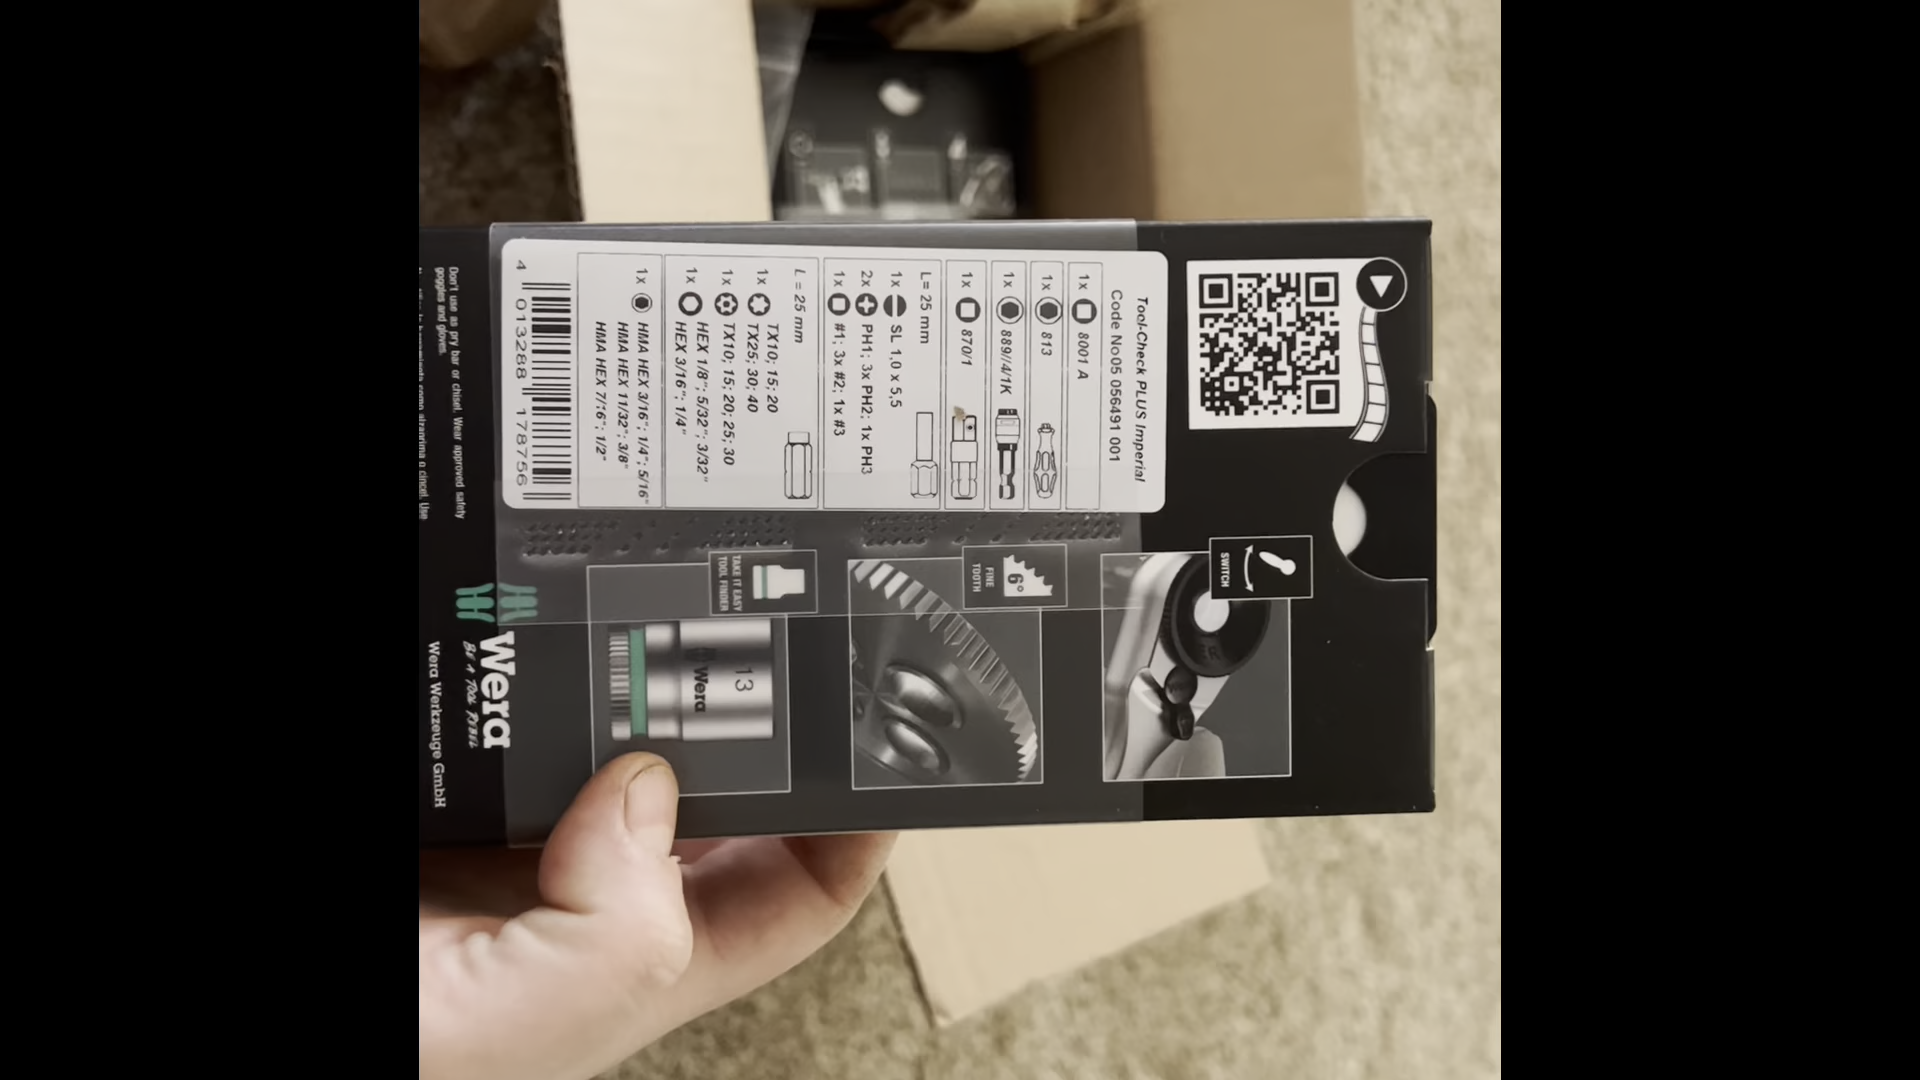 Tool-Check PLUS Imperial
Code No05 056491 001
1x 8001 A
1x 813
1x 889//4/1K
1x 870/1
L= 25 mm
1x SL 1,0 x 5,5
2x PH1; 3x PH2; 1x PH3
1x #1; 3x #2; 1x #3
L = 25 mm
1x TX10; 15; 20
TX25; 30; 40
1x TX10; 15; 20; 25; 30
HEX 1/8"; 5/32"; 3/32"
1x HEX 3/16"; 1/4"
1x HMA HEX 3/16"; 1/4"; 5/16"
HMA HEX 11/32"; 3/8"
HMA HEX 7/16"; 1/2"
4 013288 178756
SWITCH
6°
FINE
TOOTH
TAKE IT EASY
TOOL FINDER
13
Wera
Wera
BE A TOOL REBEL
Wera Werkzeuge GmbH
Don't use as pry bar or chisel. Wear approved safety
goggles and gloves.